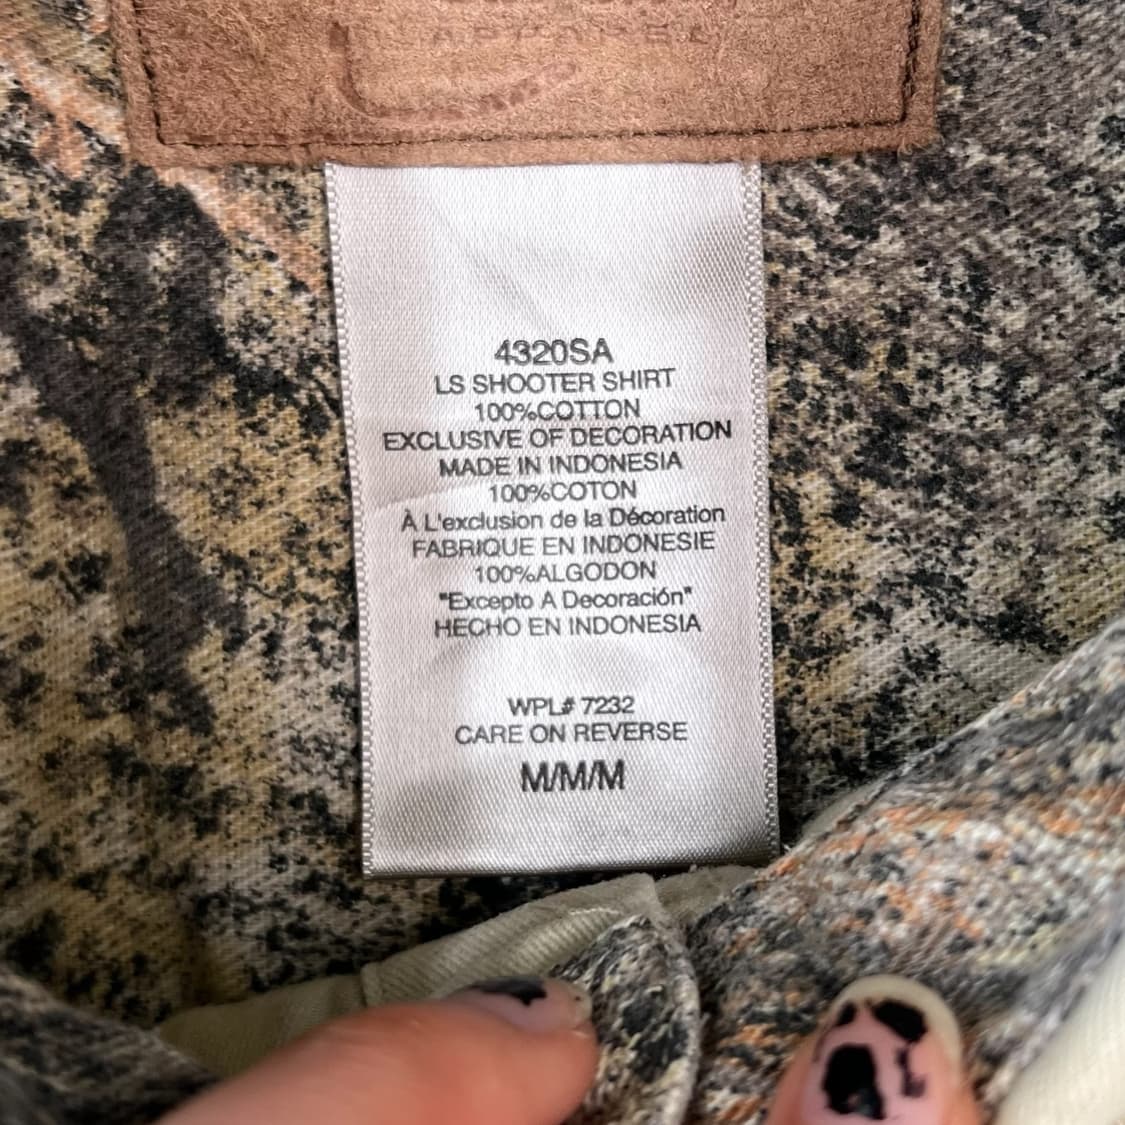 APPAREL
4320SA
LS SHOOTER SHIRT
100%COTTON
EXCLUSIVE OF DECORATION
MADE IN INDONESIA
100%COTON
À L'exclusion de la Décoration
FABRIQUE EN INDONESIE
100%ALGODON
"Excepto A Decoración"
HECHO EN INDONESIA
WPL# 7232
CARE ON REVERSE
M/M/M